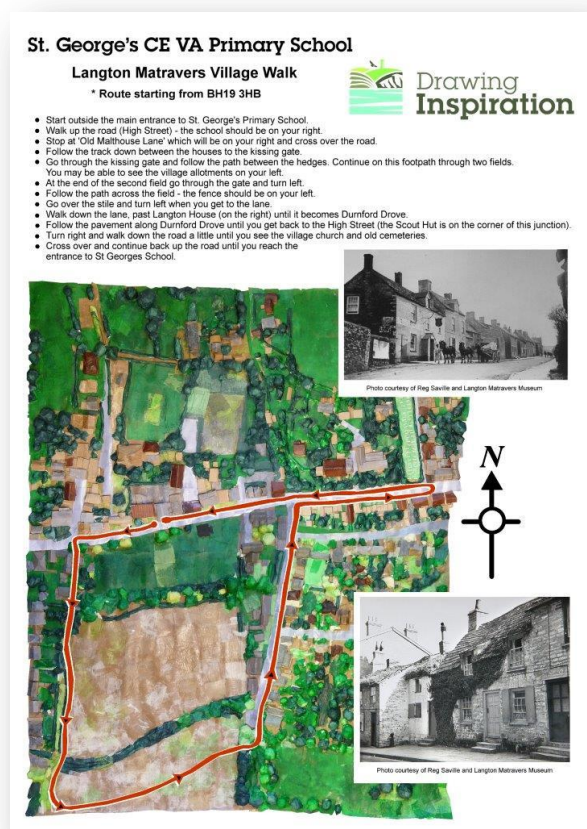 St. George's CE VA Primary School
Langton Matravers Village Walk
* Route starting from BH19 3HB
Drawing
Inspiration
• Start outside the main entrance to St. George's Primary School.
• Walk up the road (High Street) - the school should be on your right.
• Stop at 'Old Malthouse Lane' which will be on your right and cross over the road.
• Follow the track down between the houses to the kissing gate.
• Go through the kissing gate and follow the path between the hedges. Continue on this footpath through two fields.
You may be able to see the village allotments on your left.
• At the end of the second field go through the gate and turn left.
• Follow the path across the field - the fence should be on your left.
• Go over the stile and turn left when you get to the lane.
• Walk down the lane, past Langton House (on the right) until it becomes Durnford Drove.
• Follow the pavement along Durnford Drove until you get back to the High Street (the Scout Hut is on the corner of this junction).
• Turn right and walk down the road a little until you see the village church and old cemeteries.
• Cross over and continue back up the road until you reach the
entrance to St Georges School.
Photo courtesy of Reg Saville and Langton Matravers Museum
N
Photo courtesy of Reg Saville and Langton Matravers Museum